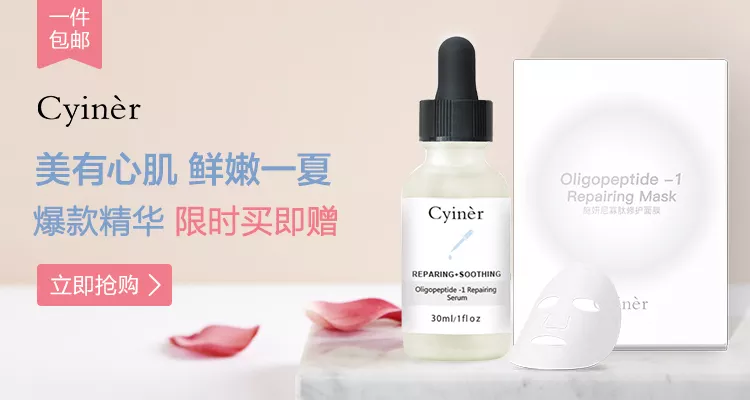 一件
包邮
Cyinèr
美有心肌 鲜嫩一夏
爆款精华 限时买即赠
立即抢购 >
Cyinèr
REPARING•SOOTHING
Oligopeptide -1 Repairing
Serum
30ml/1fl oz
Oligopeptide -1
Repairing Mask
Cyinèr